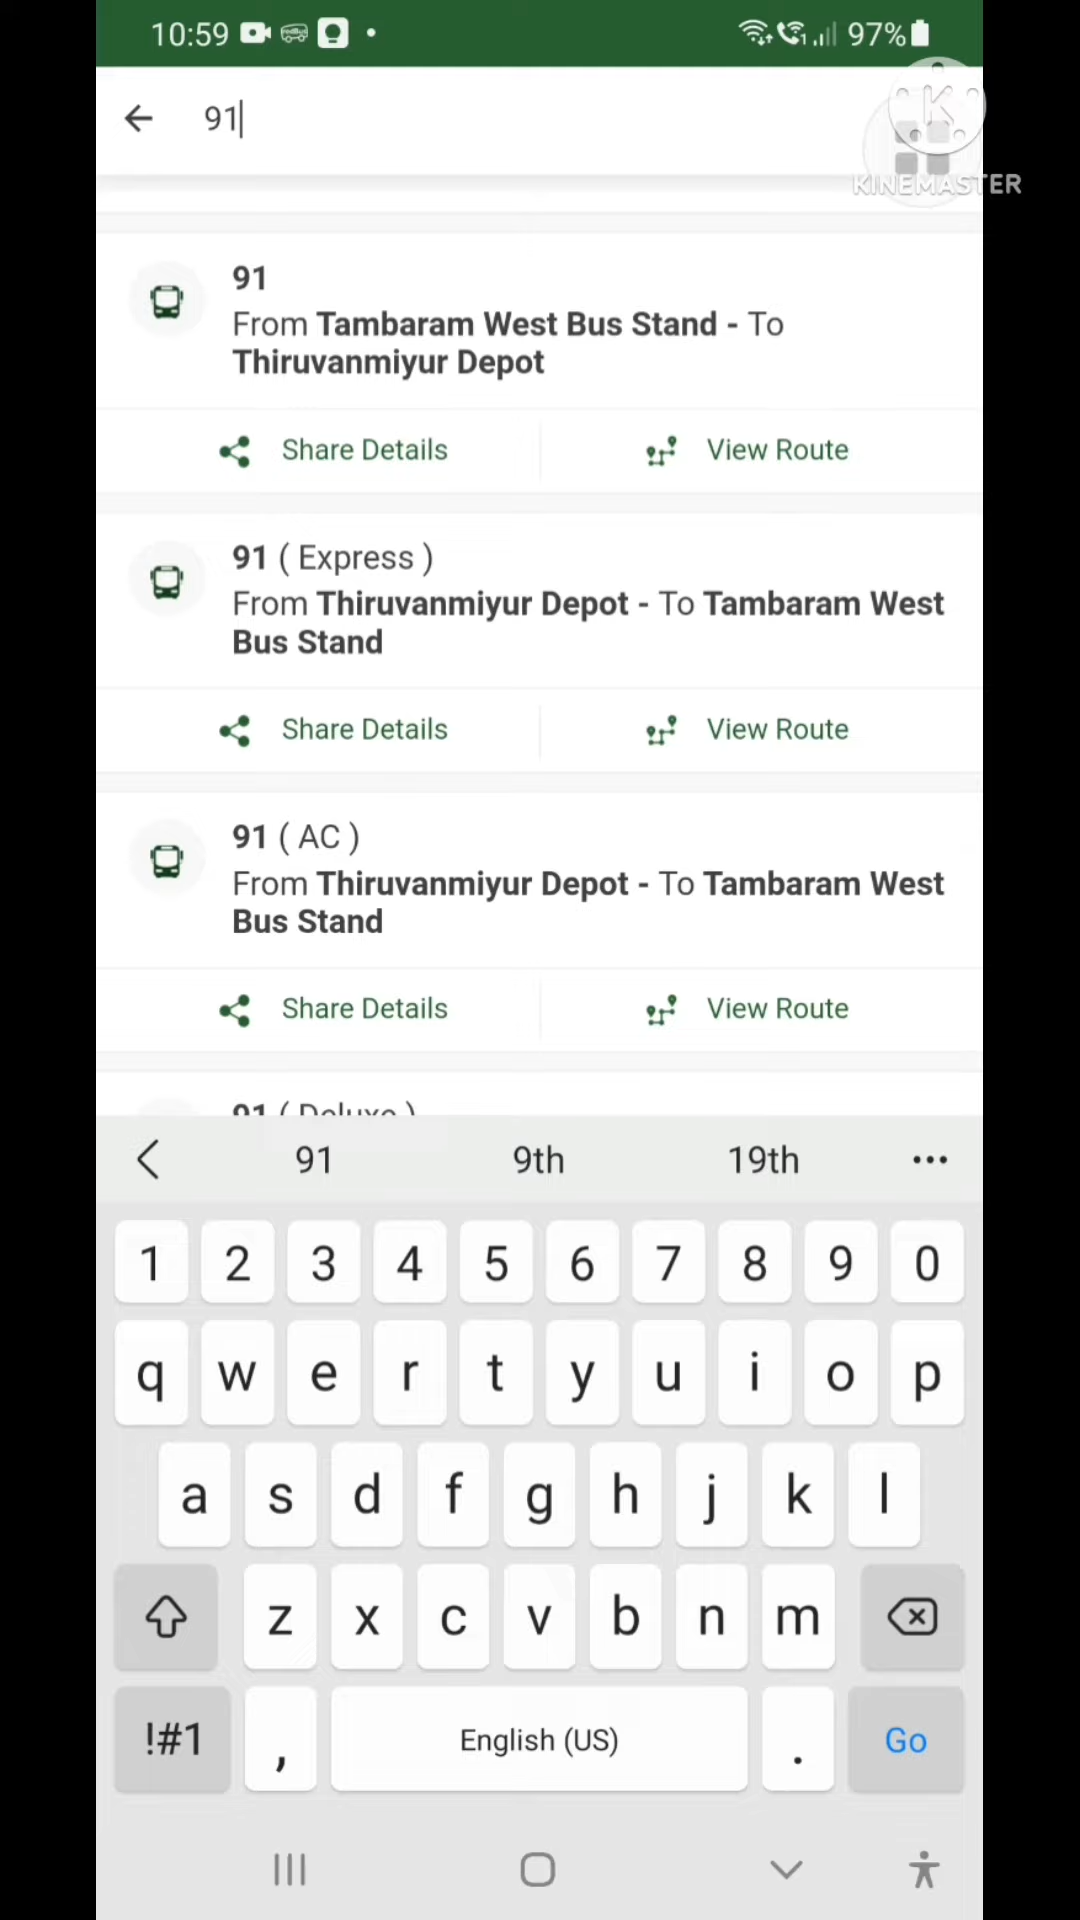 10:59 97%
91
KINEMASTER
91
From Tambaram West Bus Stand - To
Thiruvanmiyur Depot
Share Details View Route
91 ( Express )
From Thiruvanmiyur Depot - To Tambaram West
Bus Stand
Share Details View Route
91 ( AC )
From Thiruvanmiyur Depot - To Tambaram West
Bus Stand
Share Details View Route
91 ( Deluxe )
91 9th 19th
1 2 3 4 5 6 7 8 9 0
q w e r t y u i o p
a s d f g h j k l
z x c v b n m
!#1 , English (US) . Go